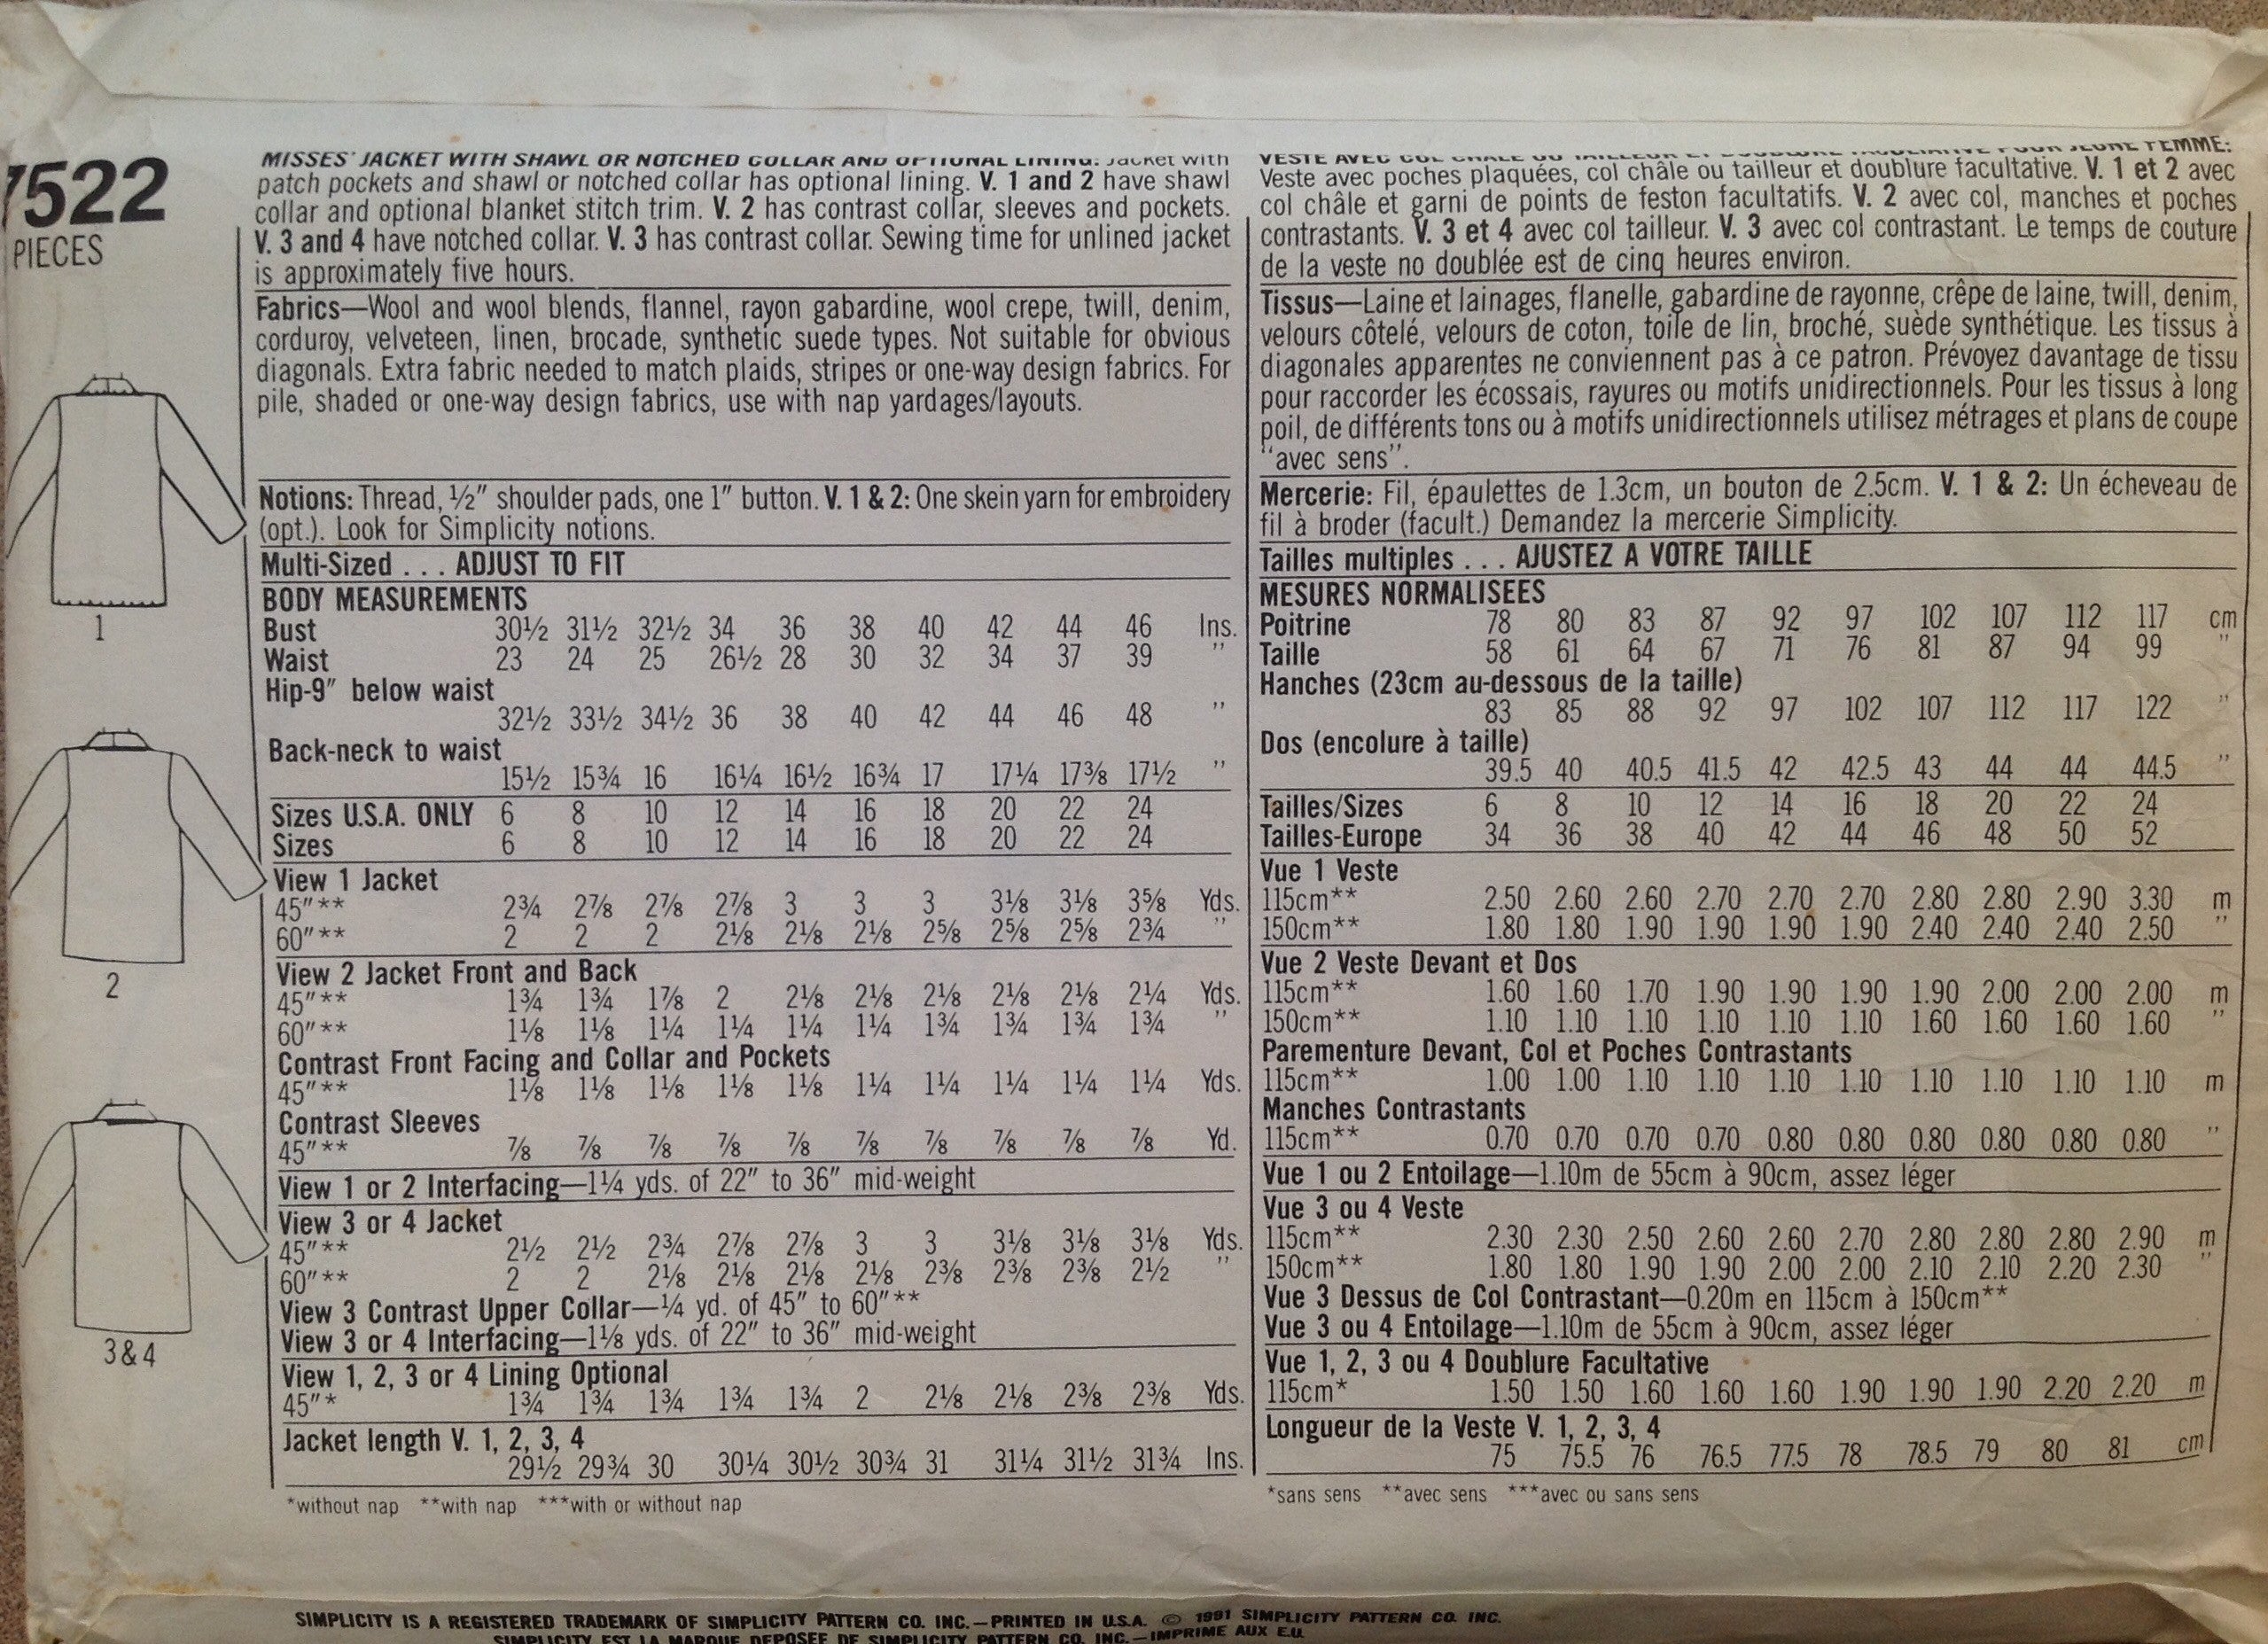 7522
PIECES
1
2
3&4
MISSES' JACKET WITH SHAWL OR NOTCHED COLLAR AND OPTIONAL LINING: Jacket with
patch pockets and shawl or notched collar has optional lining. V. 1 and 2 have shawl
collar and optional blanket stitch trim. V. 2 has contrast collar, sleeves and pockets.
V. 3 and 4 have notched collar. V. 3 has contrast collar. Sewing time for unlined jacket
is approximately five hours.
Fabrics—Wool and wool blends, flannel, rayon gabardine, wool crepe, twill, denim,
corduroy, velveteen, linen, brocade, synthetic suede types. Not suitable for obvious
diagonals. Extra fabric needed to match plaids, stripes or one-way design fabrics. For
pile, shaded or one-way design fabrics, use with nap yardages/layouts.
Notions: Thread, ½" shoulder pads, one 1" button. V. 1 & 2: One skein yarn for embroidery
(opt.). Look for Simplicity notions.
Multi-Sized . . . ADJUST TO FIT
BODY MEASUREMENTS
Bust 30½ 31½ 32½ 34 36 38 40 42 44 46 Ins.
Waist 23 24 25 26½ 28 30 32 34 37 39 "
Hip-9" below waist
32½ 33½ 34½ 36 38 40 42 44 46 48 "
Back-neck to waist
15½ 15¾ 16 16¼ 16½ 16¾ 17 17¼ 17⅜ 17½ "
Sizes U.S.A. ONLY 6 8 10 12 14 16 18 20 22 24
Sizes 6 8 10 12 14 16 18 20 22 24
View 1 Jacket
45"** 2¾ 2⅞ 2⅞ 2⅞ 3 3 3 3⅛ 3⅛ 3⅝ Yds.
60"** 2 2 2 2⅛ 2⅛ 2⅛ 2⅝ 2⅝ 2⅝ 2¾ "
View 2 Jacket Front and Back
45"** 1¾ 1¾ 1⅞ 2 2⅛ 2⅛ 2⅛ 2⅛ 2⅛ 2¼ Yds.
60"** 1⅛ 1⅛ 1¼ 1¼ 1¼ 1¼ 1¾ 1¾ 1¾ 1¾ "
Contrast Front Facing and Collar and Pockets
45"** 1⅛ 1⅛ 1⅛ 1⅛ 1⅛ 1¼ 1¼ 1¼ 1¼ 1¼ Yds.
Contrast Sleeves
45"** ⅞ ⅞ ⅞ ⅞ ⅞ ⅞ ⅞ ⅞ ⅞ ⅞ Yd.
View 1 or 2 Interfacing—1¼ yds. of 22" to 36" mid-weight
View 3 or 4 Jacket
45"** 2½ 2½ 2¾ 2⅞ 2⅞ 3 3 3⅛ 3⅛ 3⅛ Yds.
60"** 2 2 2⅛ 2⅛ 2⅛ 2⅛ 2⅜ 2⅜ 2⅜ 2½ "
View 3 Contrast Upper Collar—¼ yd. of 45" to 60"**
View 3 or 4 Interfacing—1⅛ yds. of 22" to 36" mid-weight
View 1, 2, 3 or 4 Lining Optional
45"* 1¾ 1¾ 1¾ 1¾ 1¾ 2 2⅛ 2⅛ 2⅜ 2⅜ Yds.
Jacket length V. 1, 2, 3, 4
29½ 29¾ 30 30¼ 30½ 30¾ 31 31¼ 31½ 31¾ Ins.
*without nap **with nap ***with or without nap
VESTE AVEC COL CHALE OU TAILLEUR ET DOUBLURE FACULTATIVE POUR JEUNE FEMME:
Veste avec poches plaquées, col châle ou tailleur et doublure facultative. V. 1 et 2 avec
col châle et garni de points de feston facultatifs. V. 2 avec col, manches et poches
contrastants. V. 3 et 4 avec col tailleur. V. 3 avec col contrastant. Le temps de couture
de la veste no doublée est de cinq heures environ.
Tissus—Laine et lainages, flanelle, gabardine de rayonne, crêpe de laine, twill, denim,
velours côtelé, velours de coton, toile de lin, broché, suède synthétique. Les tissus à
diagonales apparentes ne conviennent pas à ce patron. Prévoyez davantage de tissu
pour raccorder les écossais, rayures ou motifs unidirectionnels. Pour les tissus à long
poil, de différents tons ou à motifs unidirectionnels utilisez métrages et plans de coupe
"avec sens".
Mercerie: Fil, épaulettes de 1.3cm, un bouton de 2.5cm. V. 1 & 2: Un écheveau de
fil à broder (facult.) Demandez la mercerie Simplicity.
Tailles multiples . . . AJUSTEZ A VOTRE TAILLE
MESURES NORMALISEES
Poitrine 78 80 83 87 92 97 102 107 112 117 cm
Taille 58 61 64 67 71 76 81 87 94 99 "
Hanches (23cm au-dessous de la taille)
83 85 88 92 97 102 107 112 117 122 "
Dos (encolure à taille)
39.5 40 40.5 41.5 42 42.5 43 44 44 44.5 "
Tailles/Sizes 6 8 10 12 14 16 18 20 22 24
Tailles-Europe 34 36 38 40 42 44 46 48 50 52
Vue 1 Veste
115cm** 2.50 2.60 2.60 2.70 2.70 2.70 2.80 2.80 2.90 3.30 m
150cm** 1.80 1.80 1.90 1.90 1.90 1.90 2.40 2.40 2.40 2.50 "
Vue 2 Veste Devant et Dos
115cm** 1.60 1.60 1.70 1.90 1.90 1.90 1.90 2.00 2.00 2.00 m
150cm** 1.10 1.10 1.10 1.10 1.10 1.10 1.60 1.60 1.60 1.60 "
Parementure Devant, Col et Poches Contrastants
115cm** 1.00 1.00 1.10 1.10 1.10 1.10 1.10 1.10 1.10 1.10 m
Manches Contrastants
115cm** 0.70 0.70 0.70 0.70 0.80 0.80 0.80 0.80 0.80 0.80 "
Vue 1 ou 2 Entoilage—1.10m de 55cm à 90cm, assez léger
Vue 3 ou 4 Veste
115cm** 2.30 2.30 2.50 2.60 2.60 2.70 2.80 2.80 2.80 2.90 m
150cm** 1.80 1.80 1.90 1.90 2.00 2.00 2.10 2.10 2.20 2.30 "
Vue 3 Dessus de Col Contrastant—0.20m en 115cm à 150cm**
Vue 3 ou 4 Entoilage—1.10m de 55cm à 90cm, assez léger
Vue 1, 2, 3 ou 4 Doublure Facultative
115cm* 1.50 1.50 1.60 1.60 1.60 1.90 1.90 1.90 2.20 2.20 m
Longueur de la Veste V. 1, 2, 3, 4
75 75.5 76 76.5 77.5 78 78.5 79 80 81 cm
*sans sens **avec sens ***avec ou sans sens
SIMPLICITY IS A REGISTERED TRADEMARK OF SIMPLICITY PATTERN CO. INC.—PRINTED IN U.S.A. © 1991 SIMPLICITY PATTERN CO. INC.
SIMPLICITY EST LA MARQUE DEPOSEE DE SIMPLICITY PATTERN CO. INC.—IMPRIME AUX E.U.